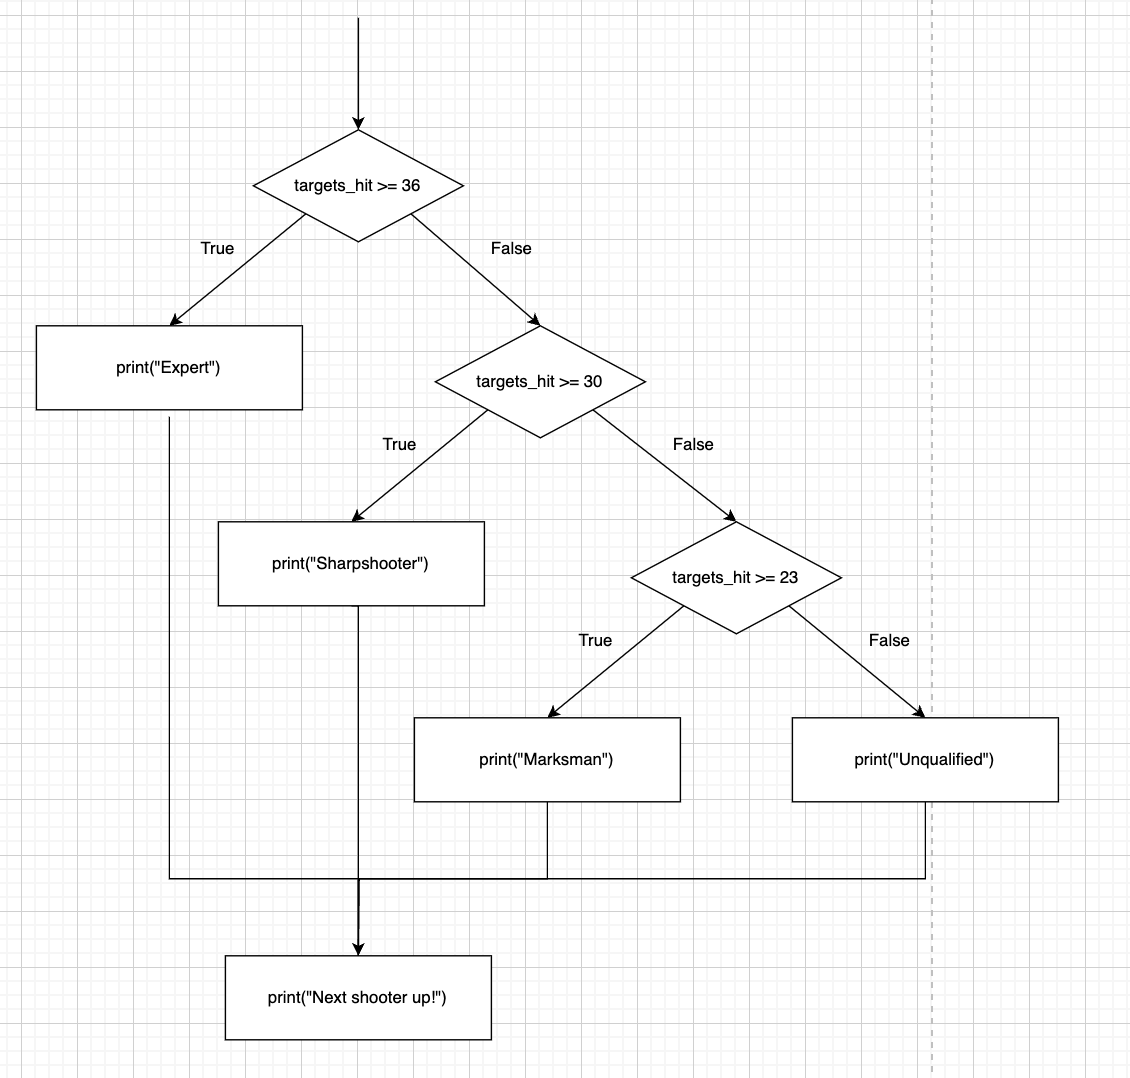 targets_hit >= 36
True
False
print("Expert")
targets_hit >= 30
True
False
print("Sharpshooter")
targets_hit >= 23
True
False
print("Marksman")
print("Unqualified")
print("Next shooter up!")